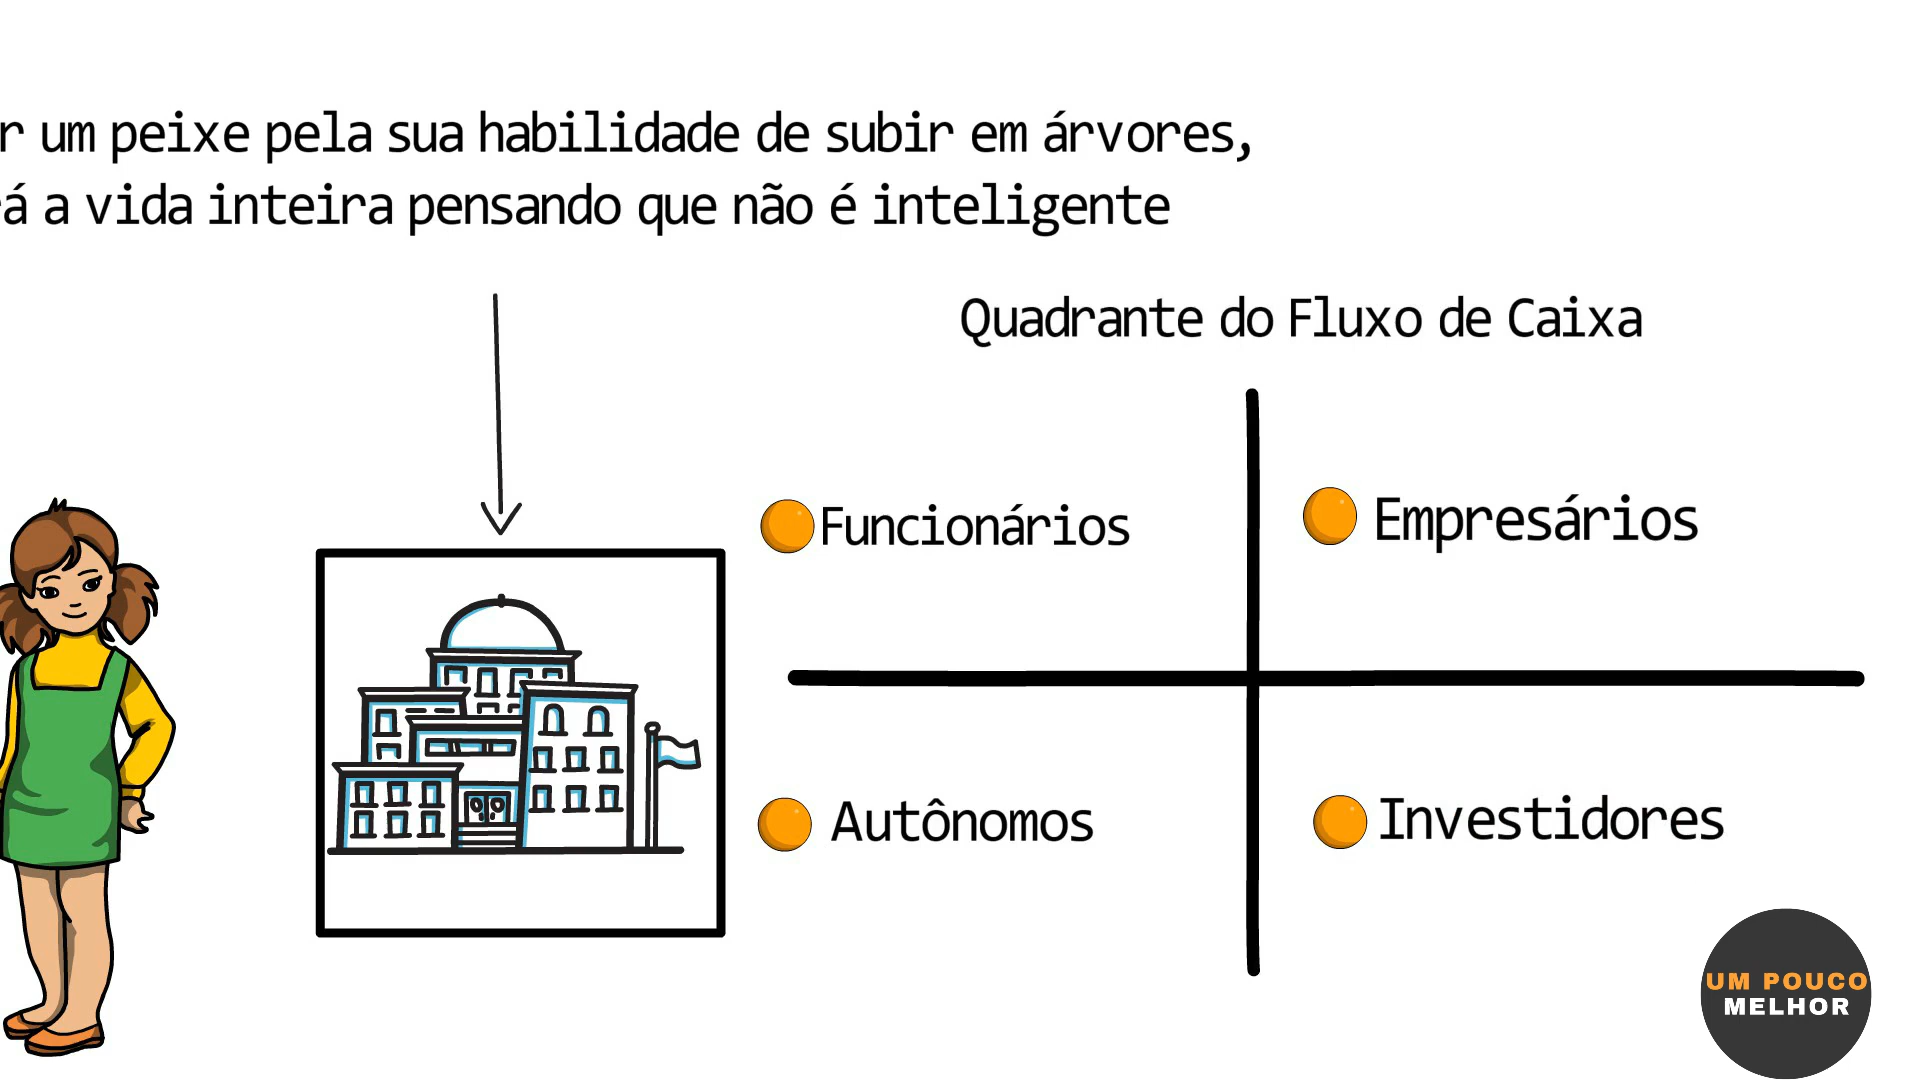 um peixe pela sua habilidade de subir em árvores,
a vida inteira pensando que não é inteligente
Quadrante do Fluxo de Caixa
Funcionários
Empresários
Autônomos
Investidores
UM POUCO
MELHOR